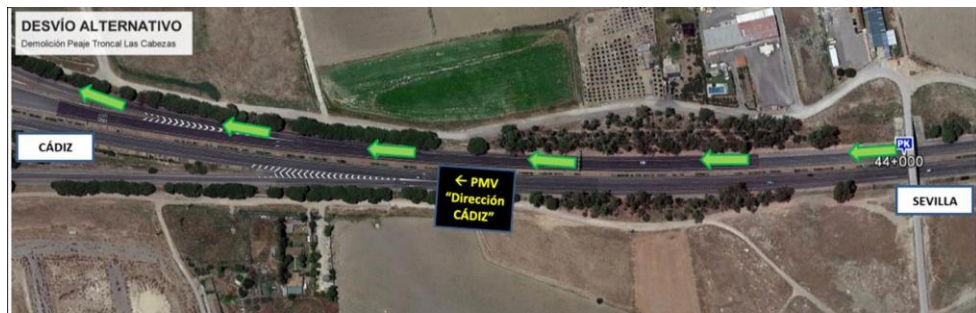 DESVÍO ALTERNATIVO
Demolición Peaje Troncal Las Cabezas
CÁDIZ
← PMV
"Dirección
CÁDIZ"
PK
44+000
SEVILLA